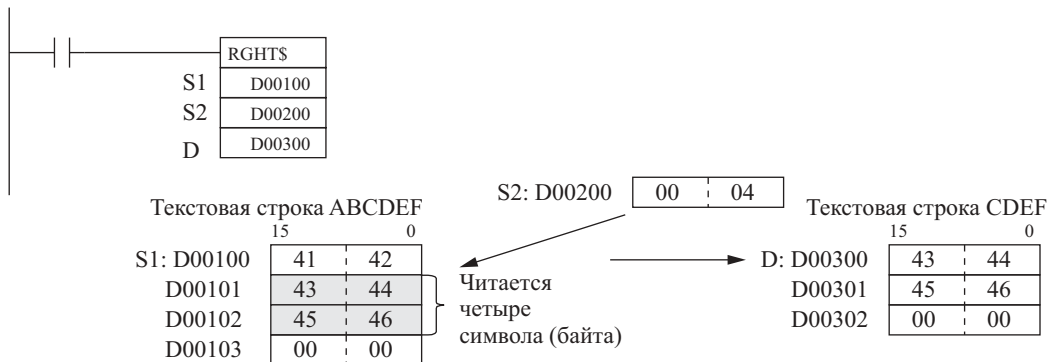 RGHT$
S1 D00100
S2 D00200
D D00300
S2: D00200 00 04
Текстовая строка ABCDEF
15 0
S1: D00100 41 42
D00101 43 44
D00102 45 46
D00103 00 00
Читается
четыре
символа (байта)
Текстовая строка CDEF
15 0
D: D00300 43 44
D00301 45 46
D00302 00 00